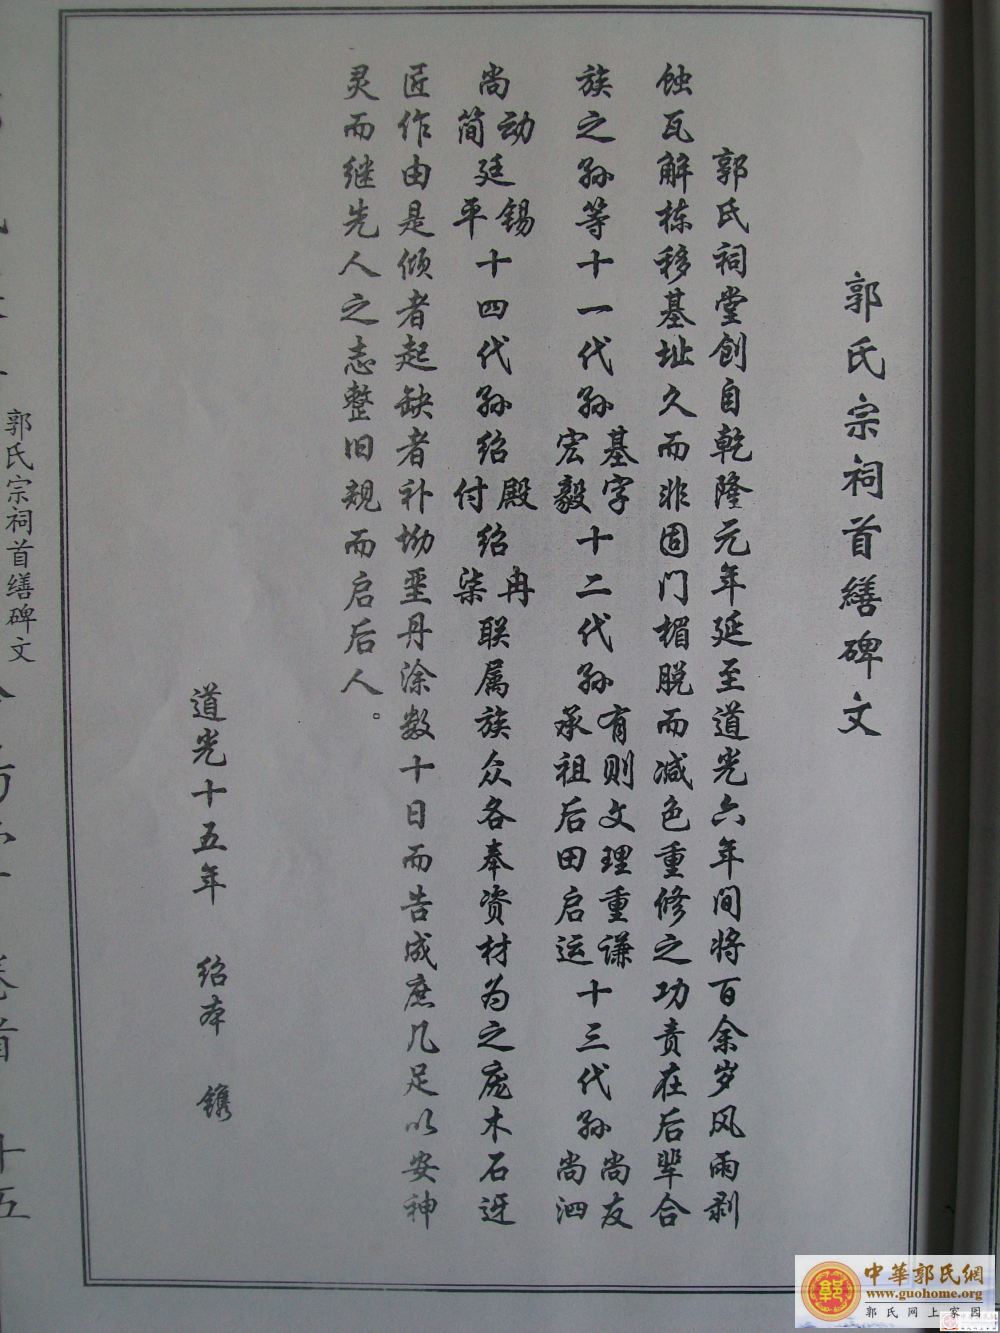 郭氏宗祠首缮碑文
郭氏祠堂创自乾隆元年延至道光六年间将百余岁风雨剥
蚀瓦解栋移基址久而非固门楣脱而减色重修之功责在后辈合
族之孙等十一代孙基字宏毅十二代孙有则文理重谦承祖后田启运十三代孙尚友尚泗
尚动简廷锡平十四代孙绍殿付绍冉柒联属族众各奉资材为之庀木石迓
匠作由是倾者起缺者补坳垩丹涂数十日而告成庶几足以安神
灵而继先人之志整旧规而启后人。
道光十五年 绍本 镌
郭氏宗祠首缮碑文
中華郭氏網
www.guohome.org
郭氏网上家园